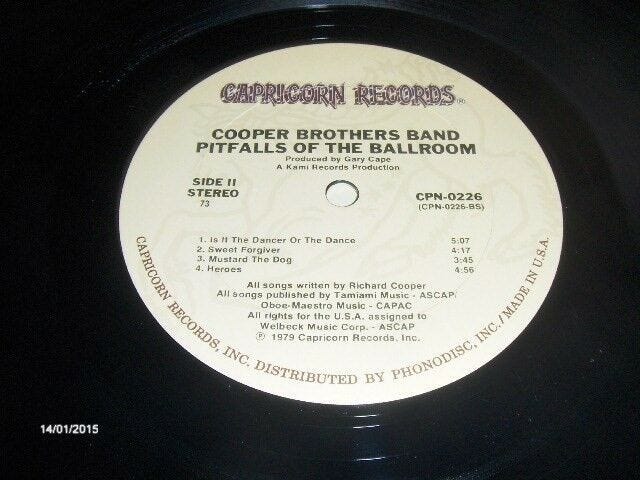 CAPRICORN RECORDS®
COOPER BROTHERS BAND
PITFALLS OF THE BALLROOM
Produced by Gary Cape
A Kami Records Production
SIDE II
STEREO
73
CPN-0226
(CPN-0226-BS)
1. Is It The Dancer Or The Dance 5:07
2. Sweet Forgiver 4:17
3. Mustard The Dog 3:45
4. Heroes 4:56
All songs written by Richard Cooper
All songs published by Tamiami Music - ASCAP/
Oboe-Maestro Music - CAPAC
All rights for the U.S.A. assigned to
Welbeck Music Corp. - ASCAP
Ⓟ 1979 Capricorn Records, Inc.
CAPRICORN RECORDS, INC. DISTRIBUTED BY PHONODISC, INC./MADE IN U.S.A.
14/01/2015